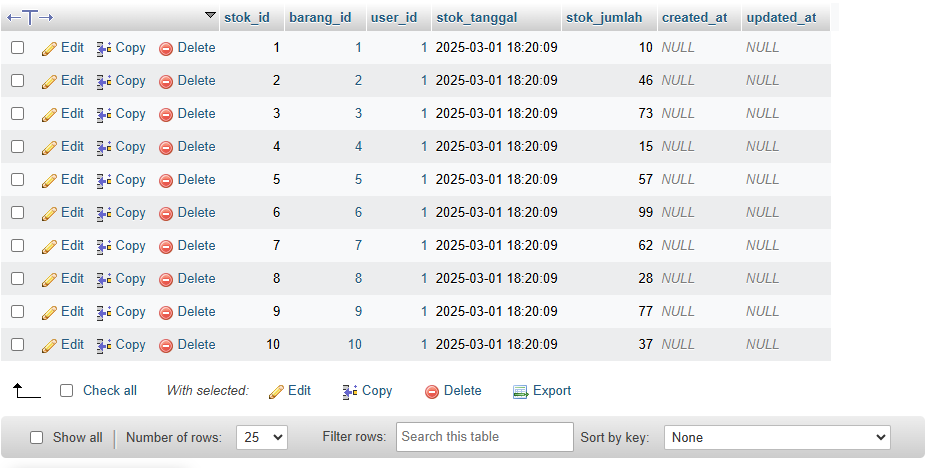 stok_id barang_id user_id stok_tanggal stok_jumlah created_at updated_at
Edit Copy Delete 1 1 1 2025-03-01 18:20:09 10 NULL NULL
Edit Copy Delete 2 2 1 2025-03-01 18:20:09 46 NULL NULL
Edit Copy Delete 3 3 1 2025-03-01 18:20:09 73 NULL NULL
Edit Copy Delete 4 4 1 2025-03-01 18:20:09 15 NULL NULL
Edit Copy Delete 5 5 1 2025-03-01 18:20:09 57 NULL NULL
Edit Copy Delete 6 6 1 2025-03-01 18:20:09 99 NULL NULL
Edit Copy Delete 7 7 1 2025-03-01 18:20:09 62 NULL NULL
Edit Copy Delete 8 8 1 2025-03-01 18:20:09 28 NULL NULL
Edit Copy Delete 9 9 1 2025-03-01 18:20:09 77 NULL NULL
Edit Copy Delete 10 10 1 2025-03-01 18:20:09 37 NULL NULL
Check all With selected: Edit Copy Delete Export
Show all Number of rows: 25 Filter rows: Search this table Sort by key: None